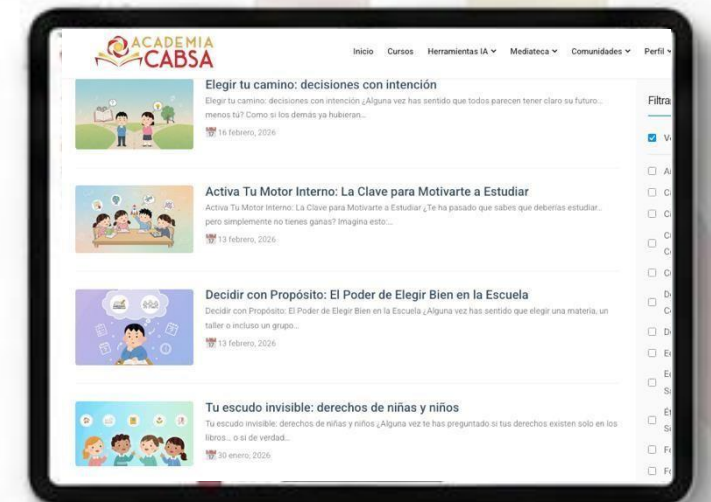 ACADEMIA
CABSA
Inicio Cursos Herramientas IA Mediateca Comunidades Perfil
Elegir tu camino: decisiones con intención
Elegir tu camino: decisiones con intención ¿Alguna vez has sentido que todos parecen tener claro su futuro…
menos tú? Como si los demás ya hubieran…
16 febrero, 2026
Activa Tu Motor Interno: La Clave para Motivarte a Estudiar
Activa Tu Motor Interno: La Clave para Motivarte a Estudiar ¿Te ha pasado que sabes que deberías estudiar…
pero simplemente no tienes ganas? Imagina esto:…
13 febrero, 2026
Decidir con Propósito: El Poder de Elegir Bien en la Escuela
Decidir con Propósito: El Poder de Elegir Bien en la Escuela ¿Alguna vez has sentido que elegir una materia, un
taller o incluso un grupo…
13 febrero, 2026
Tu escudo invisible: derechos de niñas y niños
Tu escudo invisible: derechos de niñas y niños ¿Alguna vez te has preguntado si tus derechos existen solo en los
libros… o si de verdad…
30 enero, 2026